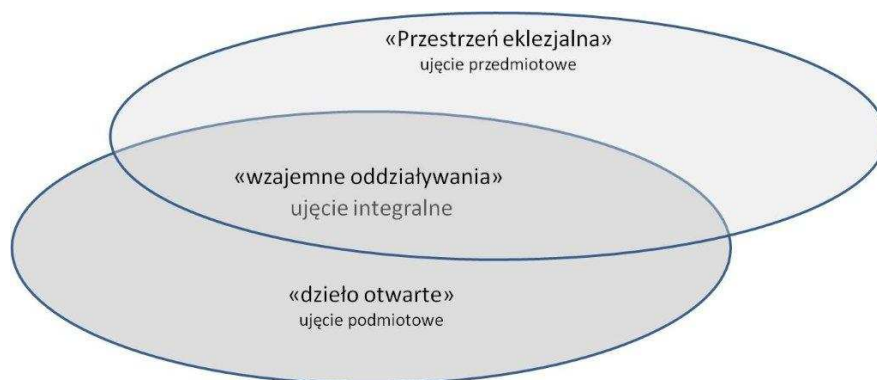 «Przestrzeń eklezjalna»
ujęcie przedmiotowe
«wzajemne oddziaływania»
ujęcie integralne
«dzieło otwarte»
ujęcie podmiotowe